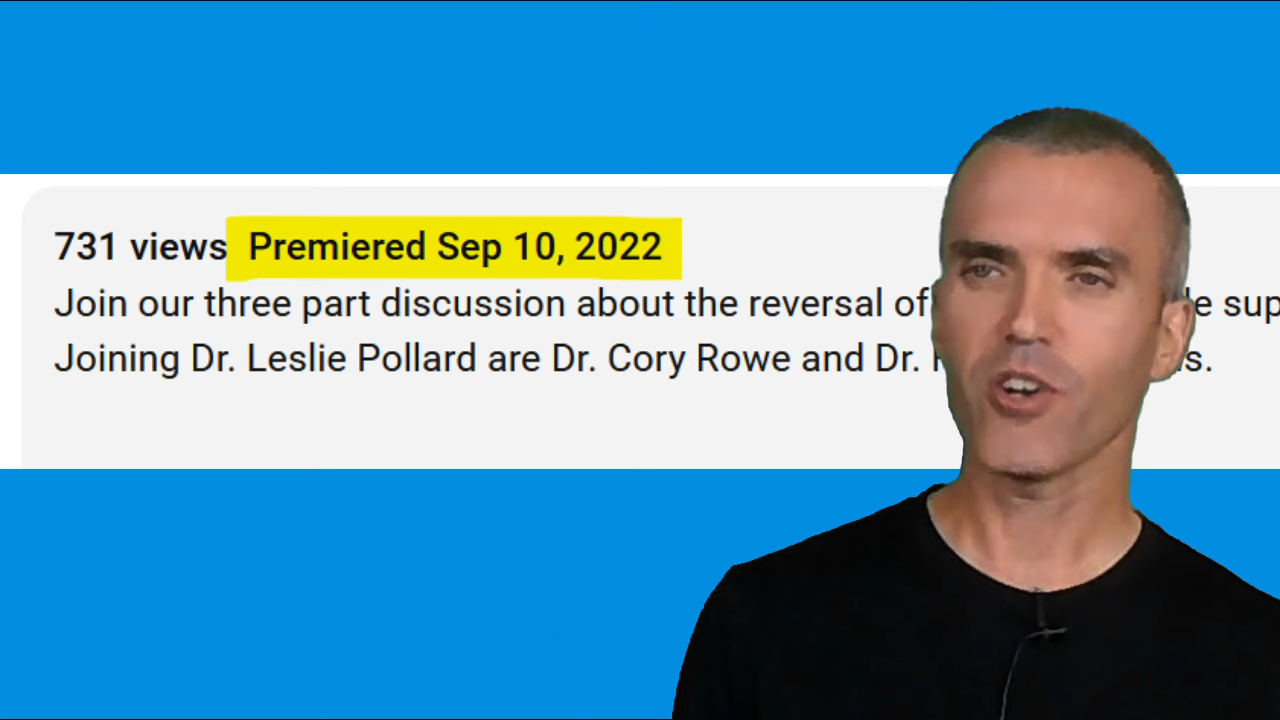 731 views Premiered Sep 10, 2022
Join our three part discussion about the reversal of
Joining Dr. Leslie Pollard are Dr. Cory Rowe and Dr.